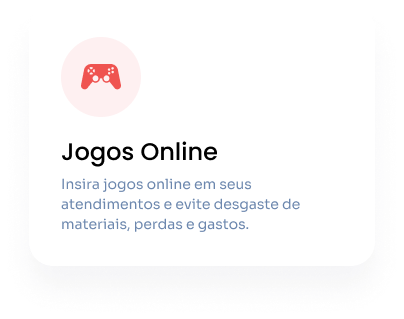 Jogos Online
Insira jogos online em seus
atendimentos e evite desgaste de
materiais, perdas e gastos.